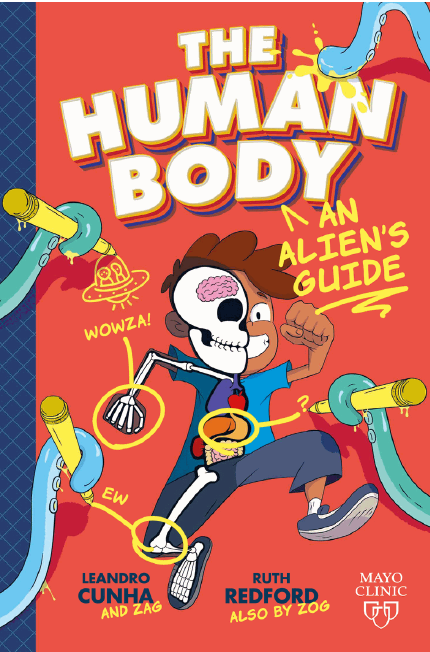 THE
HUMAN
BODY
AN
ALIEN'S
GUIDE
WOWZA!
?
EW
LEANDRO
CUNHA
AND ZAG
RUTH
REDFORD
ALSO BY ZOG
MAYO
CLINIC